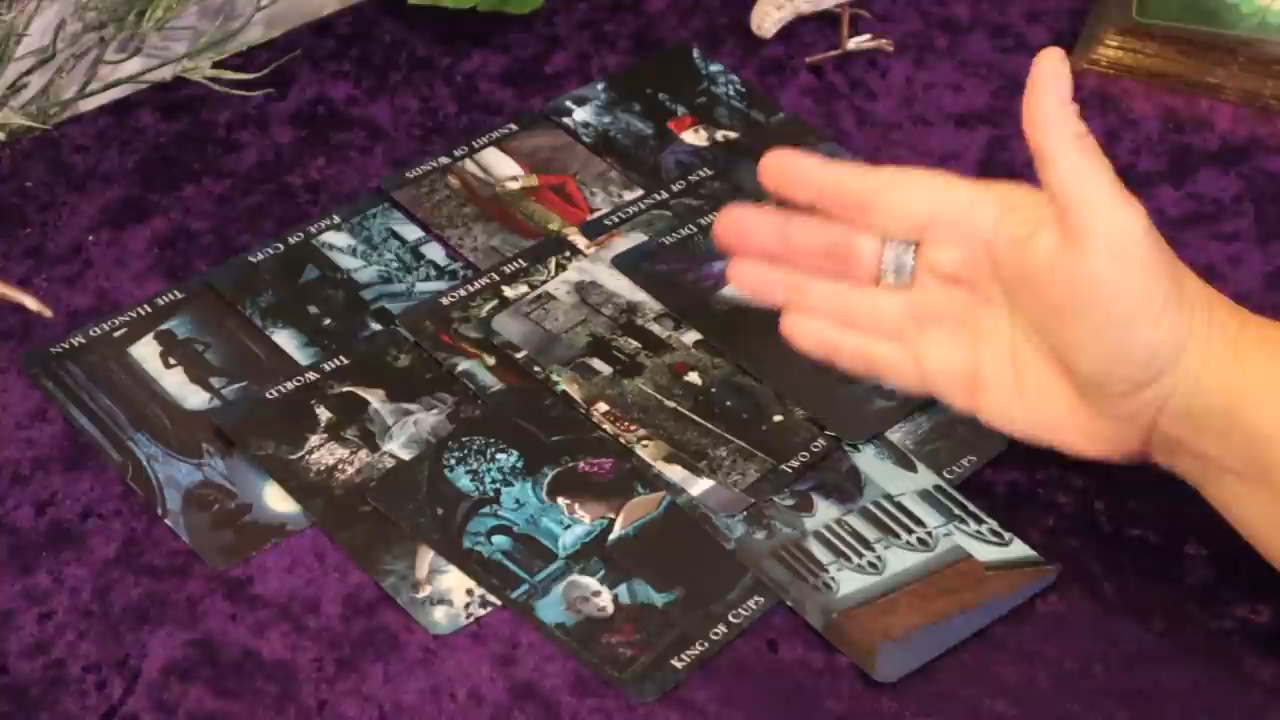 KNIGHT OF WANDS
TEN OF PENTACLES
PAGE OF CUPS
THE DEVIL
THE EMPEROR
THE HANGED MAN
THE WORLD
TWO OF
CUPS
KING OF CUPS